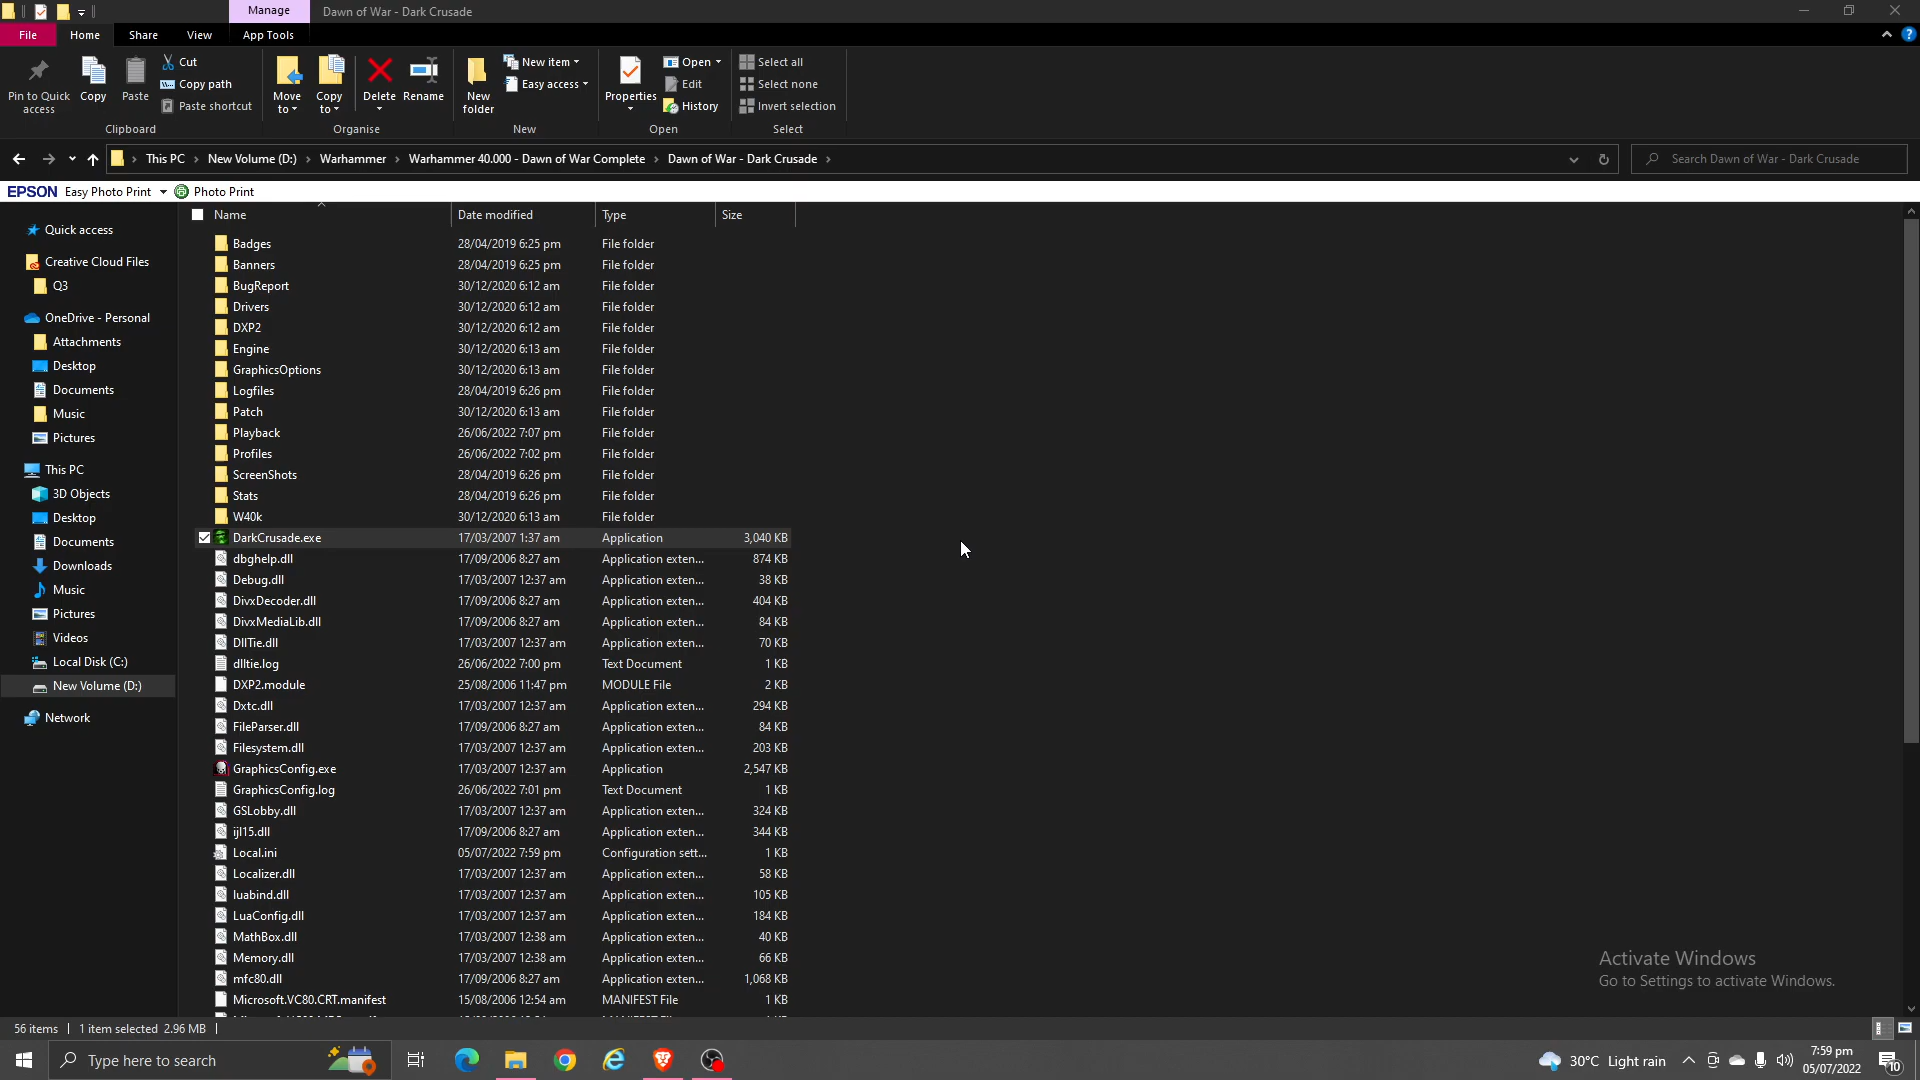 Manage
Dawn of War - Dark Crusade
File
Home
Share
View
App Tools
Pin to Quick access
Copy
Paste
Cut
Copy path
Paste shortcut
Clipboard
Move to
Copy to
Delete
Rename
Organise
New folder
New item
Easy access
New
Properties
Open
Edit
History
Open
Select all
Select none
Invert selection
Select
This PC
New Volume (D:)
Warhammer
Warhammer 40.000 - Dawn of War Complete
Dawn of War - Dark Crusade
Search Dawn of War - Dark Crusade
EPSON Easy Photo Print
Photo Print
Quick access
Creative Cloud Files
Q3
OneDrive - Personal
Attachments
Desktop
Documents
Music
Pictures
This PC
3D Objects
Desktop
Documents
Downloads
Music
Pictures
Videos
Local Disk (C:)
New Volume (D:)
Network
Name Date modified Type Size
Badges 28/04/2019 6:25 pm File folder
Banners 28/04/2019 6:25 pm File folder
BugReport 30/12/2020 6:12 am File folder
Drivers 30/12/2020 6:12 am File folder
DXP2 30/12/2020 6:12 am File folder
Engine 30/12/2020 6:13 am File folder
GraphicsOptions 30/12/2020 6:13 am File folder
Logfiles 28/04/2019 6:26 pm File folder
Patch 30/12/2020 6:13 am File folder
Playback 26/06/2022 7:07 pm File folder
Profiles 26/06/2022 7:02 pm File folder
ScreenShots 28/04/2019 6:26 pm File folder
Stats 28/04/2019 6:26 pm File folder
W40k 30/12/2020 6:13 am File folder
DarkCrusade.exe 17/03/2007 1:37 am Application 3,040 KB
dbghelp.dll 17/09/2006 8:27 am Application exten... 874 KB
Debug.dll 17/03/2007 12:37 am Application exten... 38 KB
DivxDecoder.dll 17/09/2006 8:27 am Application exten... 404 KB
DivxMediaLib.dll 17/09/2006 8:27 am Application exten... 84 KB
DllTie.dll 17/03/2007 12:37 am Application exten... 70 KB
dlltie.log 26/06/2022 7:00 pm Text Document 1 KB
DXP2.module 25/08/2006 11:47 pm MODULE File 2 KB
Dxtc.dll 17/03/2007 12:37 am Application exten... 294 KB
FileParser.dll 17/09/2006 8:27 am Application exten... 84 KB
Filesystem.dll 17/03/2007 12:37 am Application exten... 203 KB
GraphicsConfig.exe 17/03/2007 12:37 am Application 2,547 KB
GraphicsConfig.log 26/06/2022 7:01 pm Text Document 1 KB
GSLobby.dll 17/03/2007 12:37 am Application exten... 324 KB
ijl15.dll 17/09/2006 8:27 am Application exten... 344 KB
Local.ini 05/07/2022 7:59 pm Configuration sett... 1 KB
Localizer.dll 17/03/2007 12:37 am Application exten... 58 KB
luabind.dll 17/03/2007 12:37 am Application exten... 105 KB
LuaConfig.dll 17/03/2007 12:37 am Application exten... 184 KB
MathBox.dll 17/03/2007 12:38 am Application exten... 40 KB
Memory.dll 17/03/2007 12:38 am Application exten... 66 KB
mfc80.dll 17/09/2006 8:27 am Application exten... 1,068 KB
Microsoft.VC80.CRT.manifest 15/08/2006 12:54 am MANIFEST File 1 KB
Activate Windows
Go to Settings to activate Windows.
56 items 1 item selected 2.96 MB
Type here to search
30°C Light rain
7:59 pm
05/07/2022
10